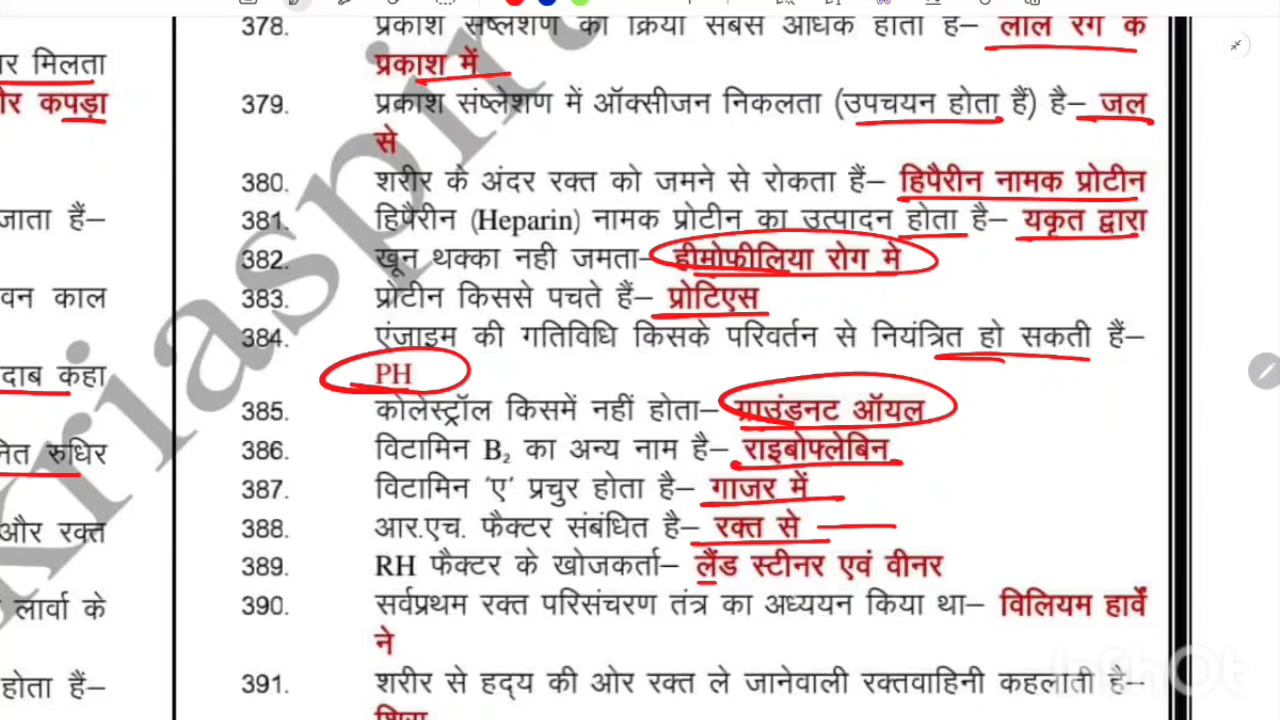 र मिलता
और कपड़ा
जाता हैं–
वन काल
दाब कंहा
नित रुधिर
और रक्त
लार्वा के
होता हैं–
378. प्रकाश संष्लेशण की क्रिया सबसे अधिक होता है– लाल रंग के
प्रकाश में
379. प्रकाश संष्लेशण में ऑक्सीजन निकलता (उपचयन होता हैं) है– जल
से
380. शरीर के अंदर रक्त को जमने से रोकता हैं– हिपैरीन नामक प्रोटीन
381. हिपैरीन (Heparin) नामक प्रोटीन का उत्पादन होता है– यकृत द्वारा
382. खून थक्का नही जमता– हीमोफीलिया रोग मे
383. प्रोटीन किससे पचते हैं– प्रोटिएस
384. एंजाइम की गतिविधि किसके परिवर्तन से नियंत्रित हो सकती हैं–
PH
385. कोलेस्ट्रॉल किसमें नहीं होता– ग्राउंडनट ऑयल
386. विटामिन B₂ का अन्य नाम है– राइबोफ्लेबिन
387. विटामिन ‘ए’ प्रचुर होता है– गाजर में
388. आर.एच. फैक्टर संबंधित है– रक्त से
389. RH फैक्टर के खोजकर्ता– लैंड स्टीनर एवं वीनर
390. सर्वप्रथम रक्त परिसंचरण तंत्र का अध्ययन किया था– विलियम हार्वे
ने
391. शरीर से हृदय की ओर रक्त ले जानेवाली रक्तवाहिनी कहलाती है–
शिरा